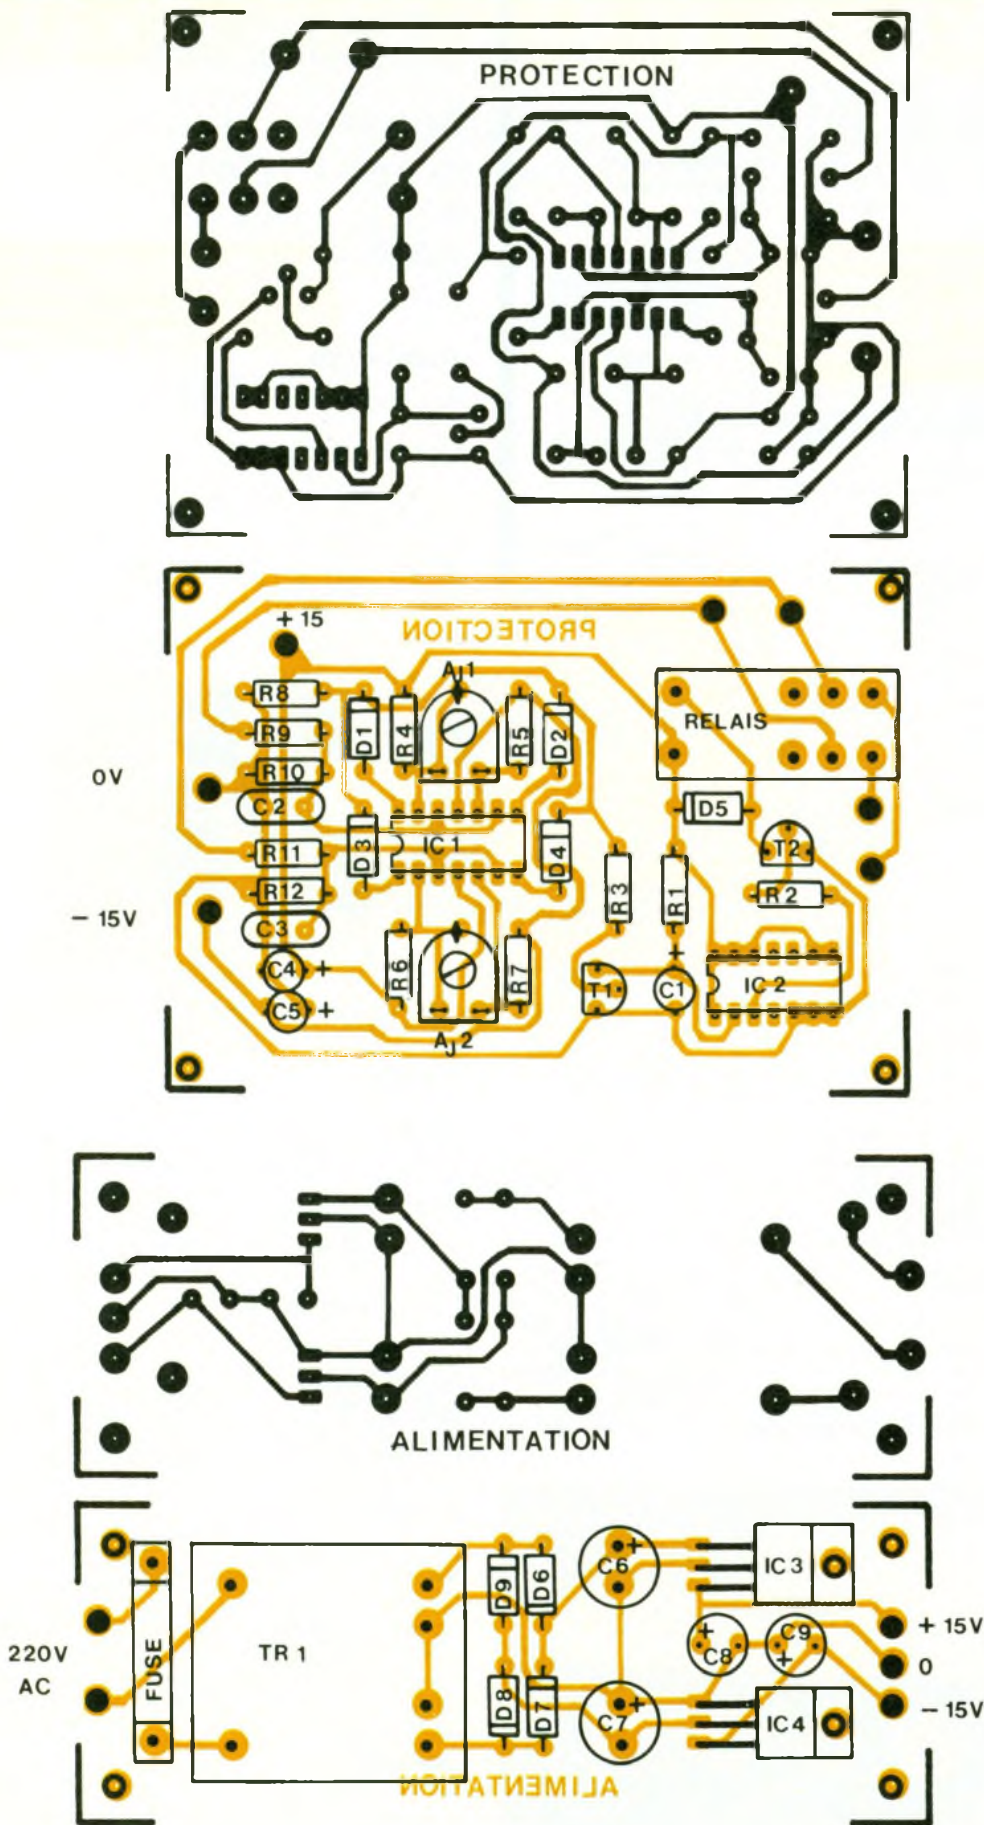 PROTECTION
+ 15
PROTECTION
AJ1
R8
R9
R10
C2
R11
R12
C3
C4 +
C5 +
0V
− 15V
D1
R4
R5
D2
D3
IC1
D4
R6
R7
AJ2
RELAIS
D5
T2
R2
R3
R1
+
T1
C1
IC2
ALIMENTATION
220V
AC
FUSE
TR1
D9
D6
D8
D7
C6
+
C7
+
IC3
C8
+
C9
+
IC4
+ 15V
0
− 15V
ALIMENTATION